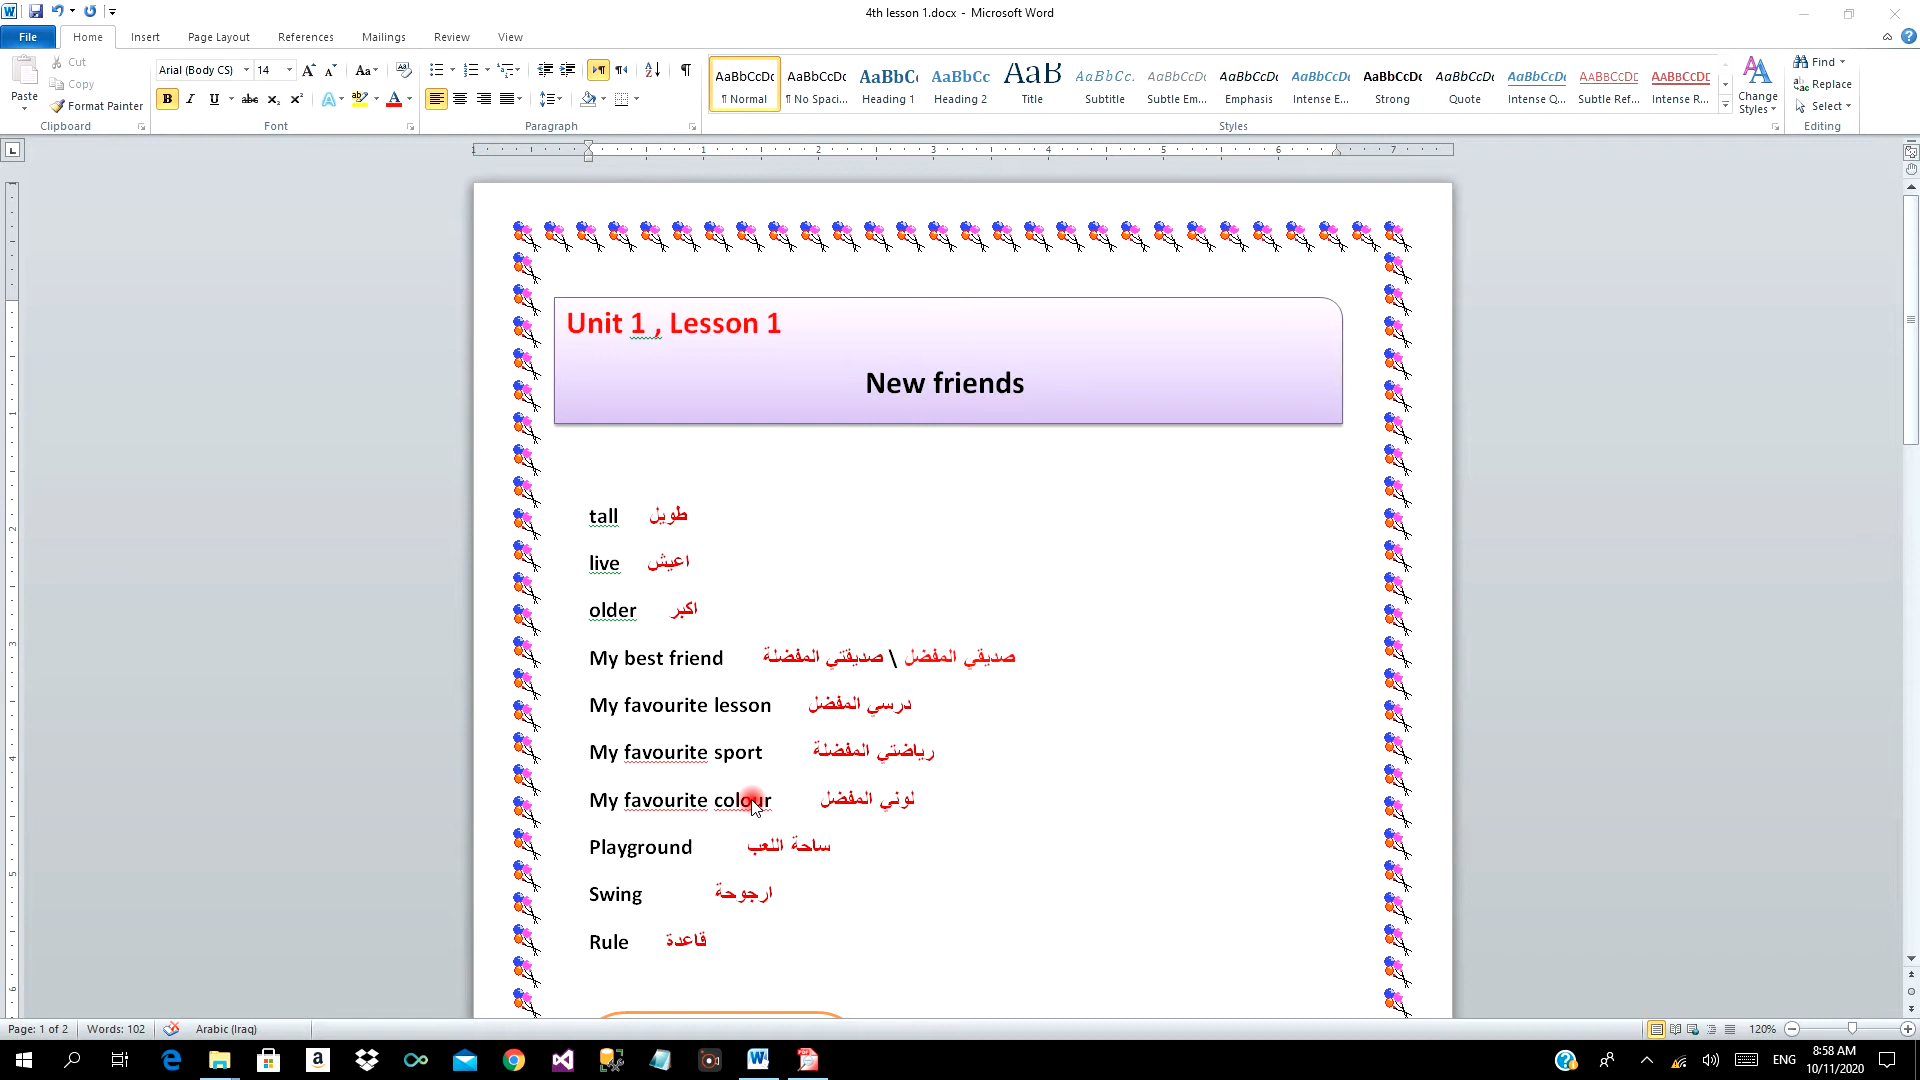 4th lesson 1.docx - Microsoft Word
File Home Insert Page Layout References Mailings Review View
Paste Cut Copy Format Painter Clipboard
Arial (Body CS) 14 Font
Paragraph
AaBbCcDc AaBbCcDc AaBbCc AaBbCc AaB AaBbCc. AaBbCcDc AaBbCcDc AaBbCcDc AaBbCcDc AaBbCcDc AaBbCcDc AABBCCDC AABBCCDC
¶ Normal ¶ No Spaci... Heading 1 Heading 2 Title Subtitle Subtle Em... Emphasis Intense E... Strong Quote Intense Q... Subtle Ref... Intense R...
Styles
Change Styles
Find Replace Select Editing
Unit 1 , Lesson 1
New friends
tall طويل
live اعيش
older اكبر
My best friend صديقي المفضل \ صديقتي المفضلة
My favourite lesson درسي المفضل
My favourite sport رياضتي المفضلة
My favourite colour لوني المفضل
Playground ساحة اللعب
Swing ارجوحة
Rule قاعدة
Page: 1 of 2 Words: 102 Arabic (Iraq) 120%
ENG 8:58 AM
10/11/2020